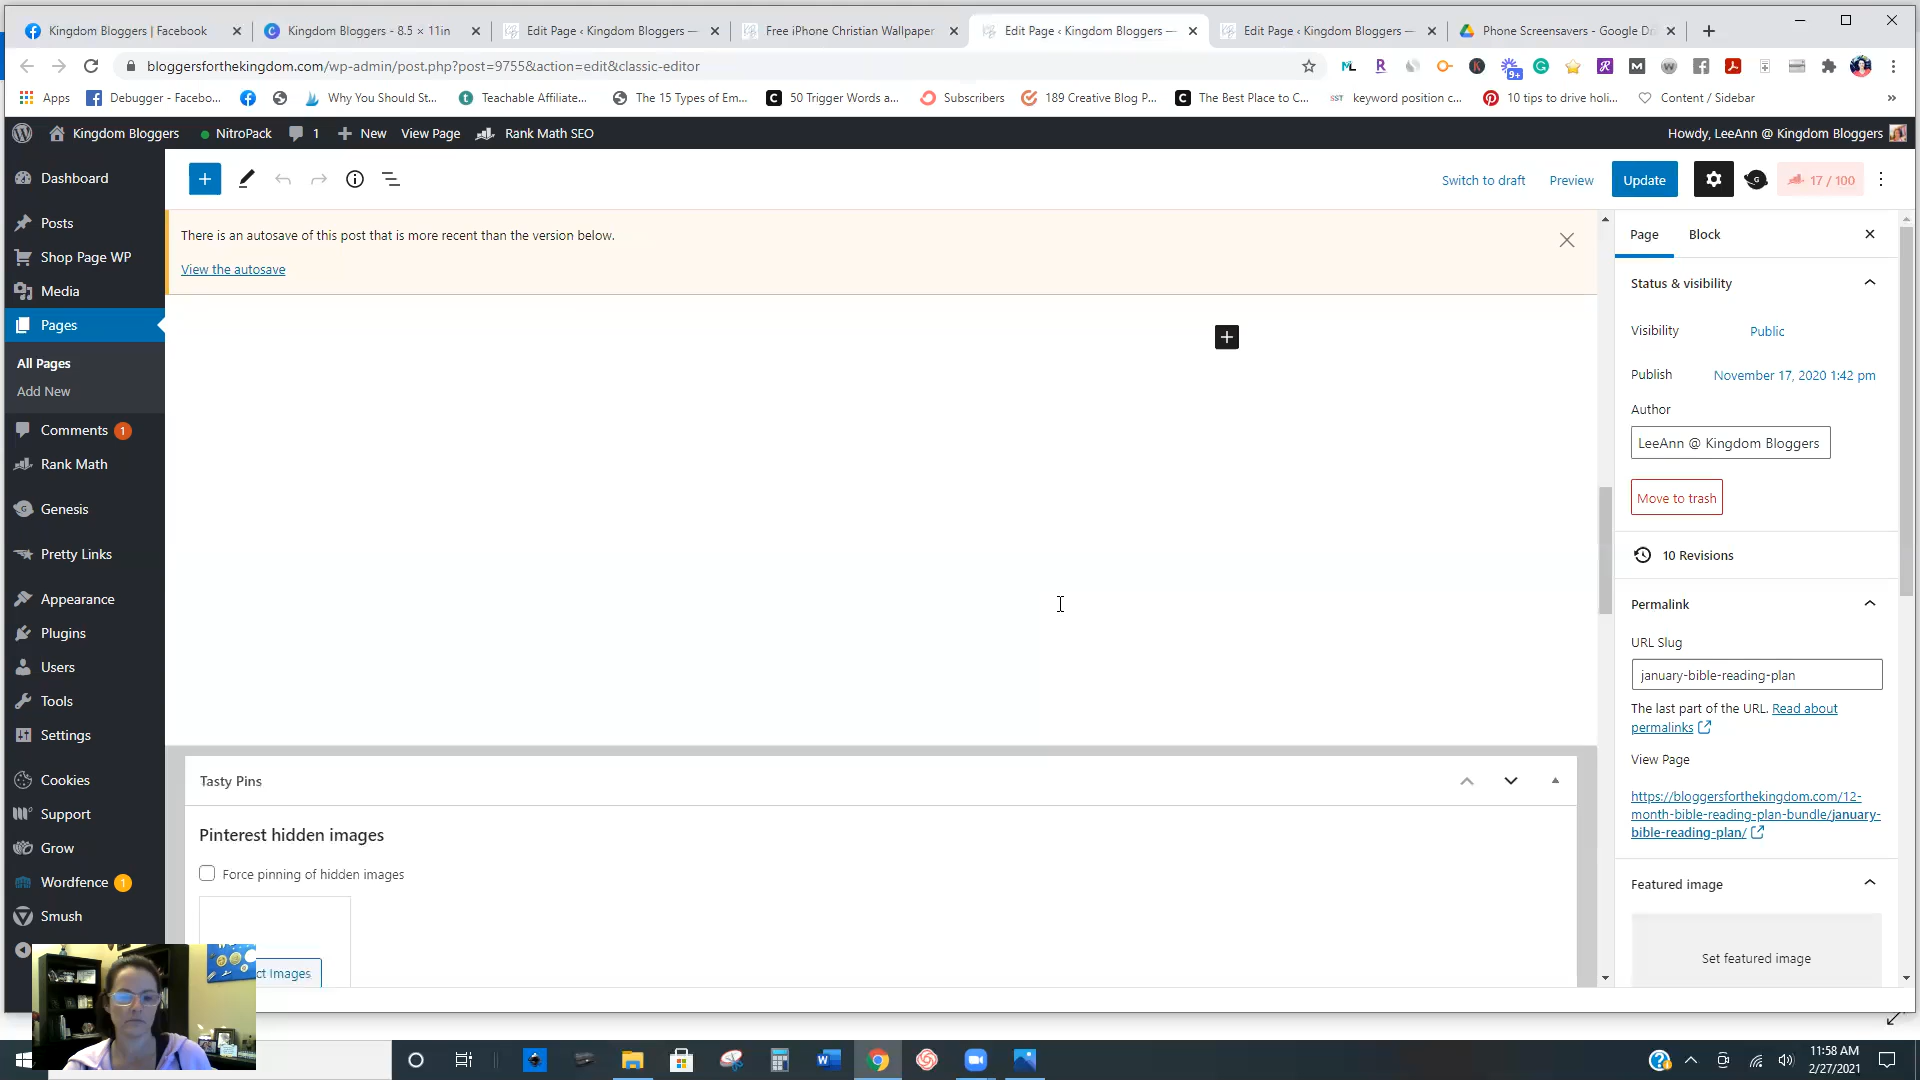 Kingdom Bloggers | Facebook
Kingdom Bloggers - 8.5 × 11in
Edit Page ‹ Kingdom Bloggers —
Free iPhone Christian Wallpaper
Edit Page ‹ Kingdom Bloggers —
Edit Page ‹ Kingdom Bloggers —
Phone Screensavers - Google Dr
bloggersforthekingdom.com/wp-admin/post.php?post=9755&action=edit&classic-editor
9+
Apps
Debugger - Facebo...
Why You Should St...
Teachable Affiliate...
The 15 Types of Em...
50 Trigger Words a...
Subscribers
189 Creative Blog P...
The Best Place to C...
SST
keyword position c...
10 tips to drive holi...
Content / Sidebar
»
Kingdom Bloggers
NitroPack
1
New
View Page
Rank Math SEO
Howdy, LeeAnn @ Kingdom Bloggers
Dashboard
Posts
Shop Page WP
Media
Pages
All Pages
Add New
Comments 1
Rank Math
Genesis
Pretty Links
Appearance
Plugins
Users
Tools
Settings
Cookies
Support
Grow
Wordfence 1
Smush
Switch to draft
Preview
Update
17 / 100
There is an autosave of this post that is more recent than the version below.
View the autosave
Tasty Pins
Pinterest hidden images
Force pinning of hidden images
ct Images
Page
Block
Status & visibility
Visibility
Public
Publish
November 17, 2020 1:42 pm
Author
LeeAnn @ Kingdom Bloggers
Move to trash
10 Revisions
Permalink
URL Slug
january-bible-reading-plan
The last part of the URL. Read about
permalinks
View Page
https://bloggersforthekingdom.com/12-
month-bible-reading-plan-bundle/january-
bible-reading-plan/
Featured image
Set featured image
11:58 AM
2/27/2021